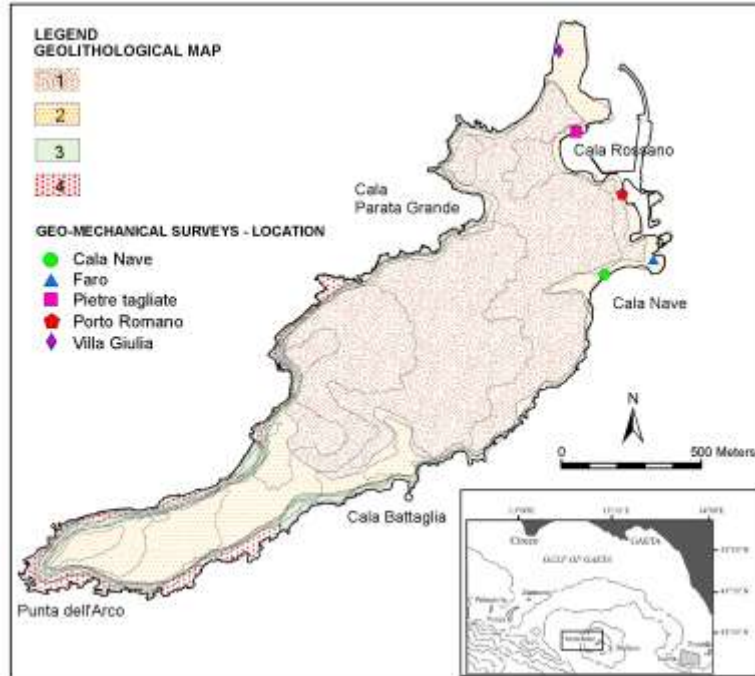 LEGEND
GEOLITHOLOGICAL MAP
1
2
3
4
GEO-MECHANICAL SURVEYS - LOCATION
Cala Nave
Faro
Pietre tagliate
Porto Romano
Villa Giulia
Cala Rossano
Cala
Parata Grande
Cala Nave
N
0 500 Meters
Cala Battaglia
Punta dell'Arco
GAETA
GULF OF GAETA